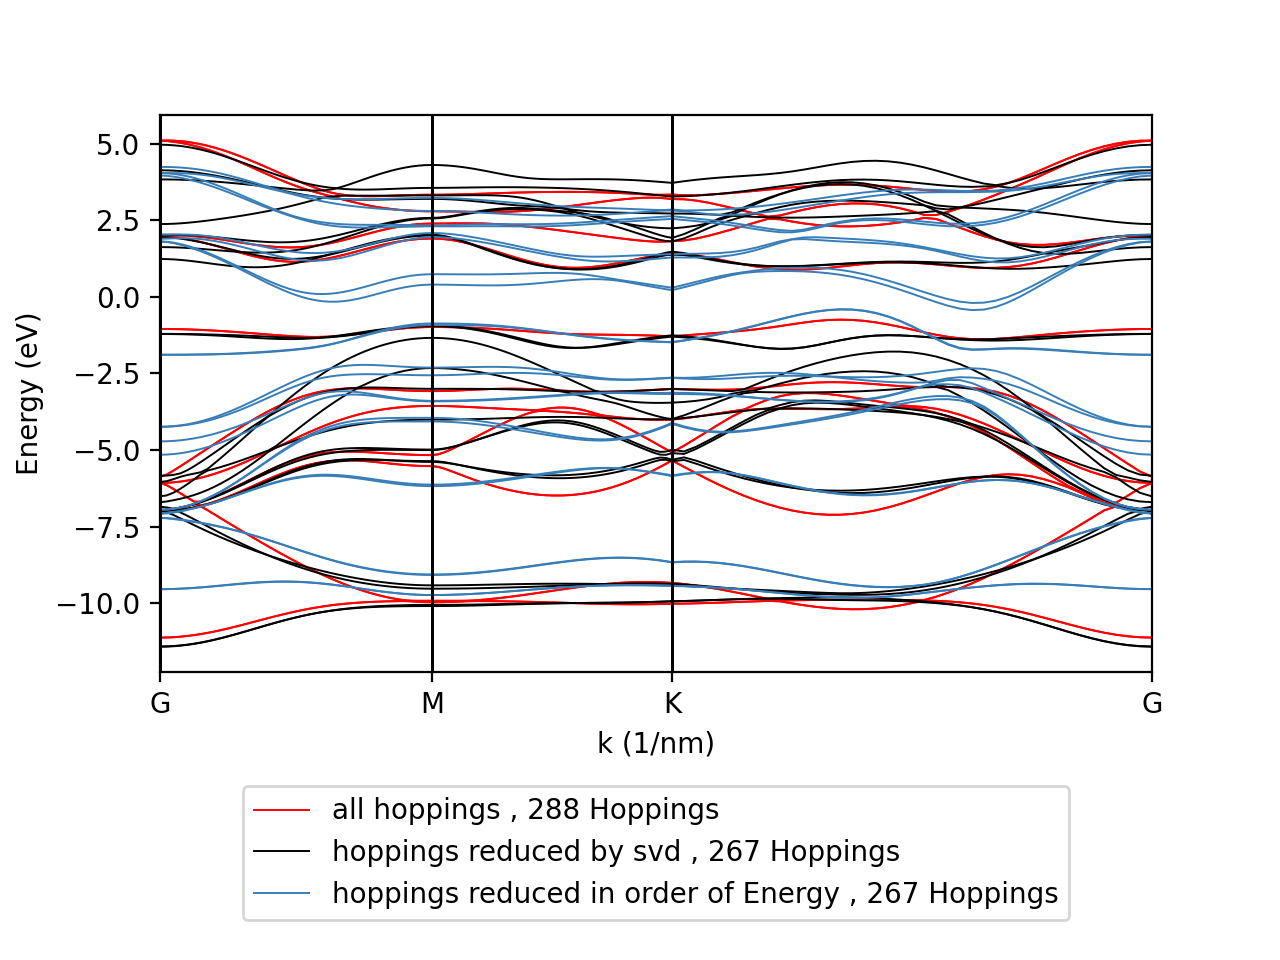 5.0
2.5
0.0
−2.5
−5.0
−7.5
−10.0
Energy (eV)
G M K G
k (1/nm)
all hoppings , 288 Hoppings
hoppings reduced by svd , 267 Hoppings
hoppings reduced in order of Energy , 267 Hoppings